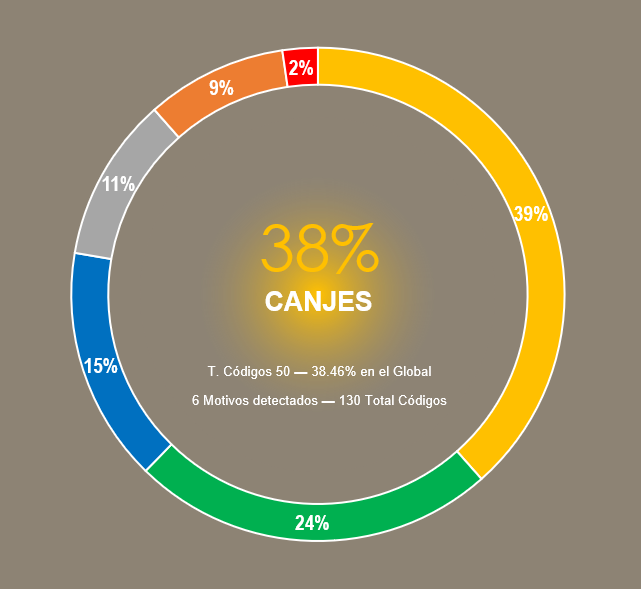 2%
9%
11%
39%
38%
CANJES
15%
T. Códigos 50 — 38.46% en el Global
6 Motivos detectados — 130 Total Códigos
24%